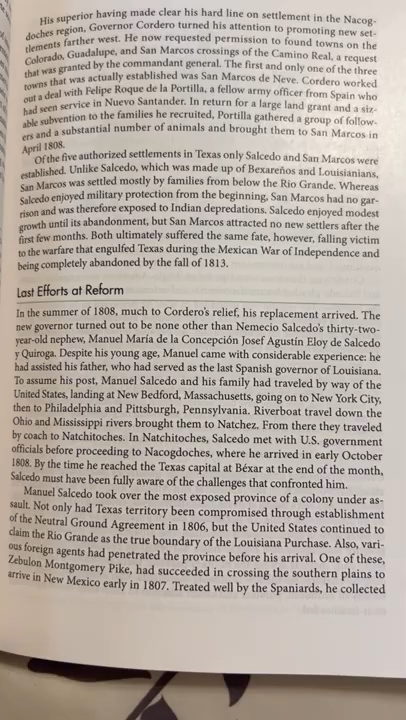 His superior having made clear his hard line on settlement in the Nacog-
doches region, Governor Cordero turned his attention to promoting new set-
tlements farther west. He now requested permission to found towns on the
Colorado, Guadalupe, and San Marcos crossings of the Camino Real, a request
that was granted by the commandant general. The first and only one of the three
towns that was actually established was San Marcos de Neve. Cordero worked
out a deal with Felipe Roque de la Portilla, a fellow army officer from Spain who
had seen service in Nuevo Santander. In return for a large land grant and a siz-
able subvention to the families he recruited, Portilla gathered a group of follow-
ers and a substantial number of animals and brought them to San Marcos in
April 1808.
Of the five authorized settlements in Texas only Salcedo and San Marcos were
established. Unlike Salcedo, which was made up of Bexareños and Louisianians,
San Marcos was settled mostly by families from below the Rio Grande. Whereas
Salcedo enjoyed military protection from the beginning, San Marcos had no gar-
rison and was therefore exposed to Indian depredations. Salcedo enjoyed modest
growth until its abandonment, but San Marcos attracted no new settlers after the
first few months. Both ultimately suffered the same fate, however, falling victim
to the warfare that engulfed Texas during the Mexican War of Independence and
being completely abandoned by the fall of 1813.
Last Efforts at Reform
In the summer of 1808, much to Cordero's relief, his replacement arrived. The
new governor turned out to be none other than Nemecio Salcedo's thirty-two-
year-old nephew, Manuel María de la Concepción Josef Agustín Eloy de Salcedo
y Quiroga. Despite his young age, Manuel came with considerable experience: he
had assisted his father, who had served as the last Spanish governor of Louisiana.
To assume his post, Manuel Salcedo and his family had traveled by way of the
United States, landing at New Bedford, Massachusetts, going on to New York City,
then to Philadelphia and Pittsburgh, Pennsylvania. Riverboat travel down the
Ohio and Mississippi rivers brought them to Natchez. From there they traveled
by coach to Natchitoches. In Natchitoches, Salcedo met with U.S. government
officials before proceeding to Nacogdoches, where he arrived in early October
1808. By the time he reached the Texas capital at Béxar at the end of the month,
Salcedo must have been fully aware of the challenges that confronted him.
Manuel Salcedo took over the most exposed province of a colony under as-
sault. Not only had Texas territory been compromised through establishment
of the Neutral Ground Agreement in 1806, but the United States continued to
claim the Rio Grande as the true boundary of the Louisiana Purchase. Also, vari-
ous foreign agents had penetrated the province before his arrival. One of these,
Zebulon Montgomery Pike, had succeeded in crossing the southern plains to
arrive in New Mexico early in 1807. Treated well by the Spaniards, he collected